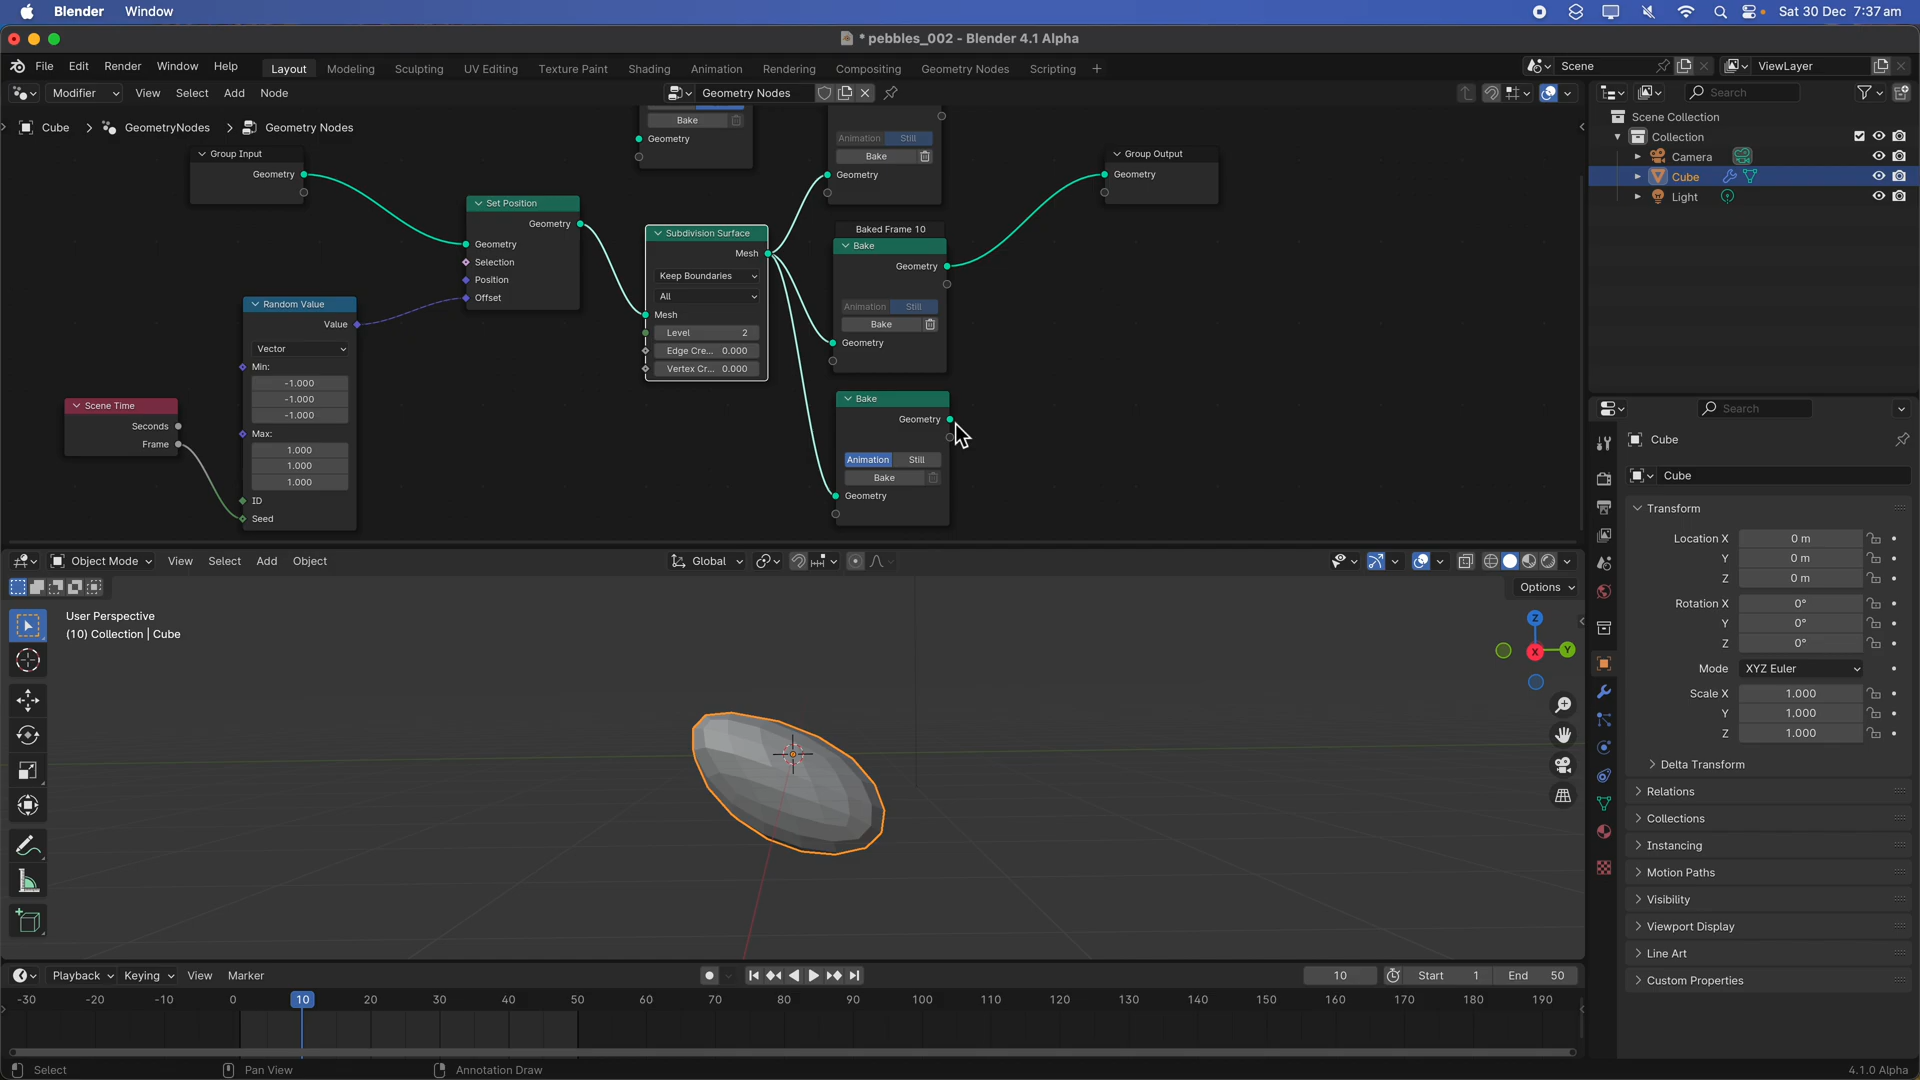 Blender Window
Sat 30 Dec 7:37 am
* pebbles_002 - Blender 4.1 Alpha
File Edit Render Window Help
Layout Modeling Sculpting UV Editing Texture Paint Shading Animation Rendering Compositing Geometry Nodes Scripting +
Scene
ViewLayer
Modifier View Select Add Node
Geometry Nodes
Search
Cube > GeometryNodes > Geometry Nodes
Scene Collection
Collection
Camera
Cube
Light
Bake
Geometry
Animation Still
Bake
Geometry
Group Input
Geometry
Group Output
Geometry
Set Position
Geometry
Geometry
Selection
Position
Offset
Subdivision Surface
Mesh
Keep Boundaries
All
Mesh
Level 2
Edge Cre... 0.000
Vertex Cr... 0.000
Baked Frame 10
Bake
Geometry
Animation Still
Bake
Geometry
Random Value
Value
Vector
Min:
-1.000
-1.000
-1.000
Max:
1.000
1.000
1.000
ID
Seed
Scene Time
Seconds
Frame
Bake
Geometry
Animation Still
Bake
Geometry
Search
Cube
Cube
Transform
Location X 0 m
Y 0 m
Z 0 m
Rotation X 0°
Y 0°
Z 0°
Mode XYZ Euler
Scale X 1.000
Y 1.000
Z 1.000
Delta Transform
Relations
Collections
Instancing
Motion Paths
Visibility
Viewport Display
Line Art
Custom Properties
Object Mode View Select Add Object
Global
Options
User Perspective
(10) Collection | Cube
Z
Y
X
Playback Keying View Marker
10 Start 1 End 50
-30 -20 -10 0 10 20 30 40 50 60 70 80 90 100 110 120 130 140 150 160 170 180 190
Select Pan View Annotation Draw
4.1.0 Alpha